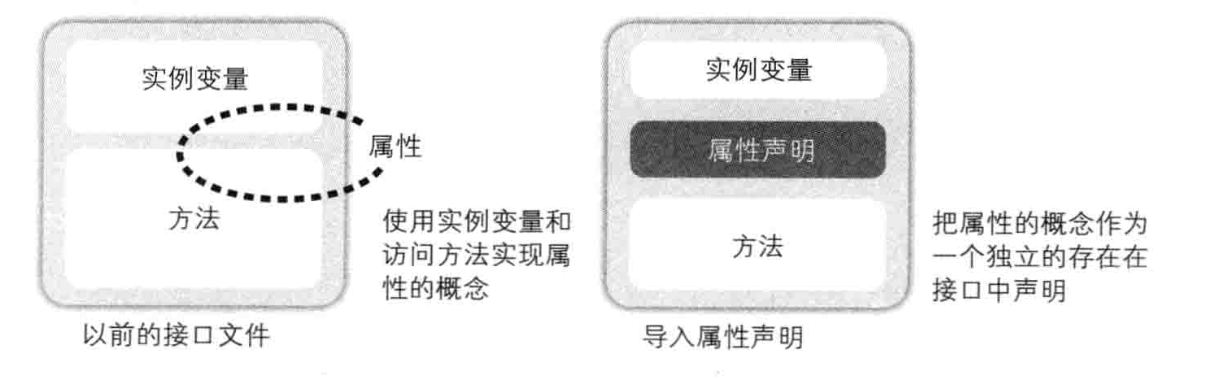 实例变量
属性
方法
使用实例变量和
访问方法实现属
性的概念
以前的接口文件
实例变量
属性声明
方法
把属性的概念作为
一个独立的存在在
接口中声明
导入属性声明